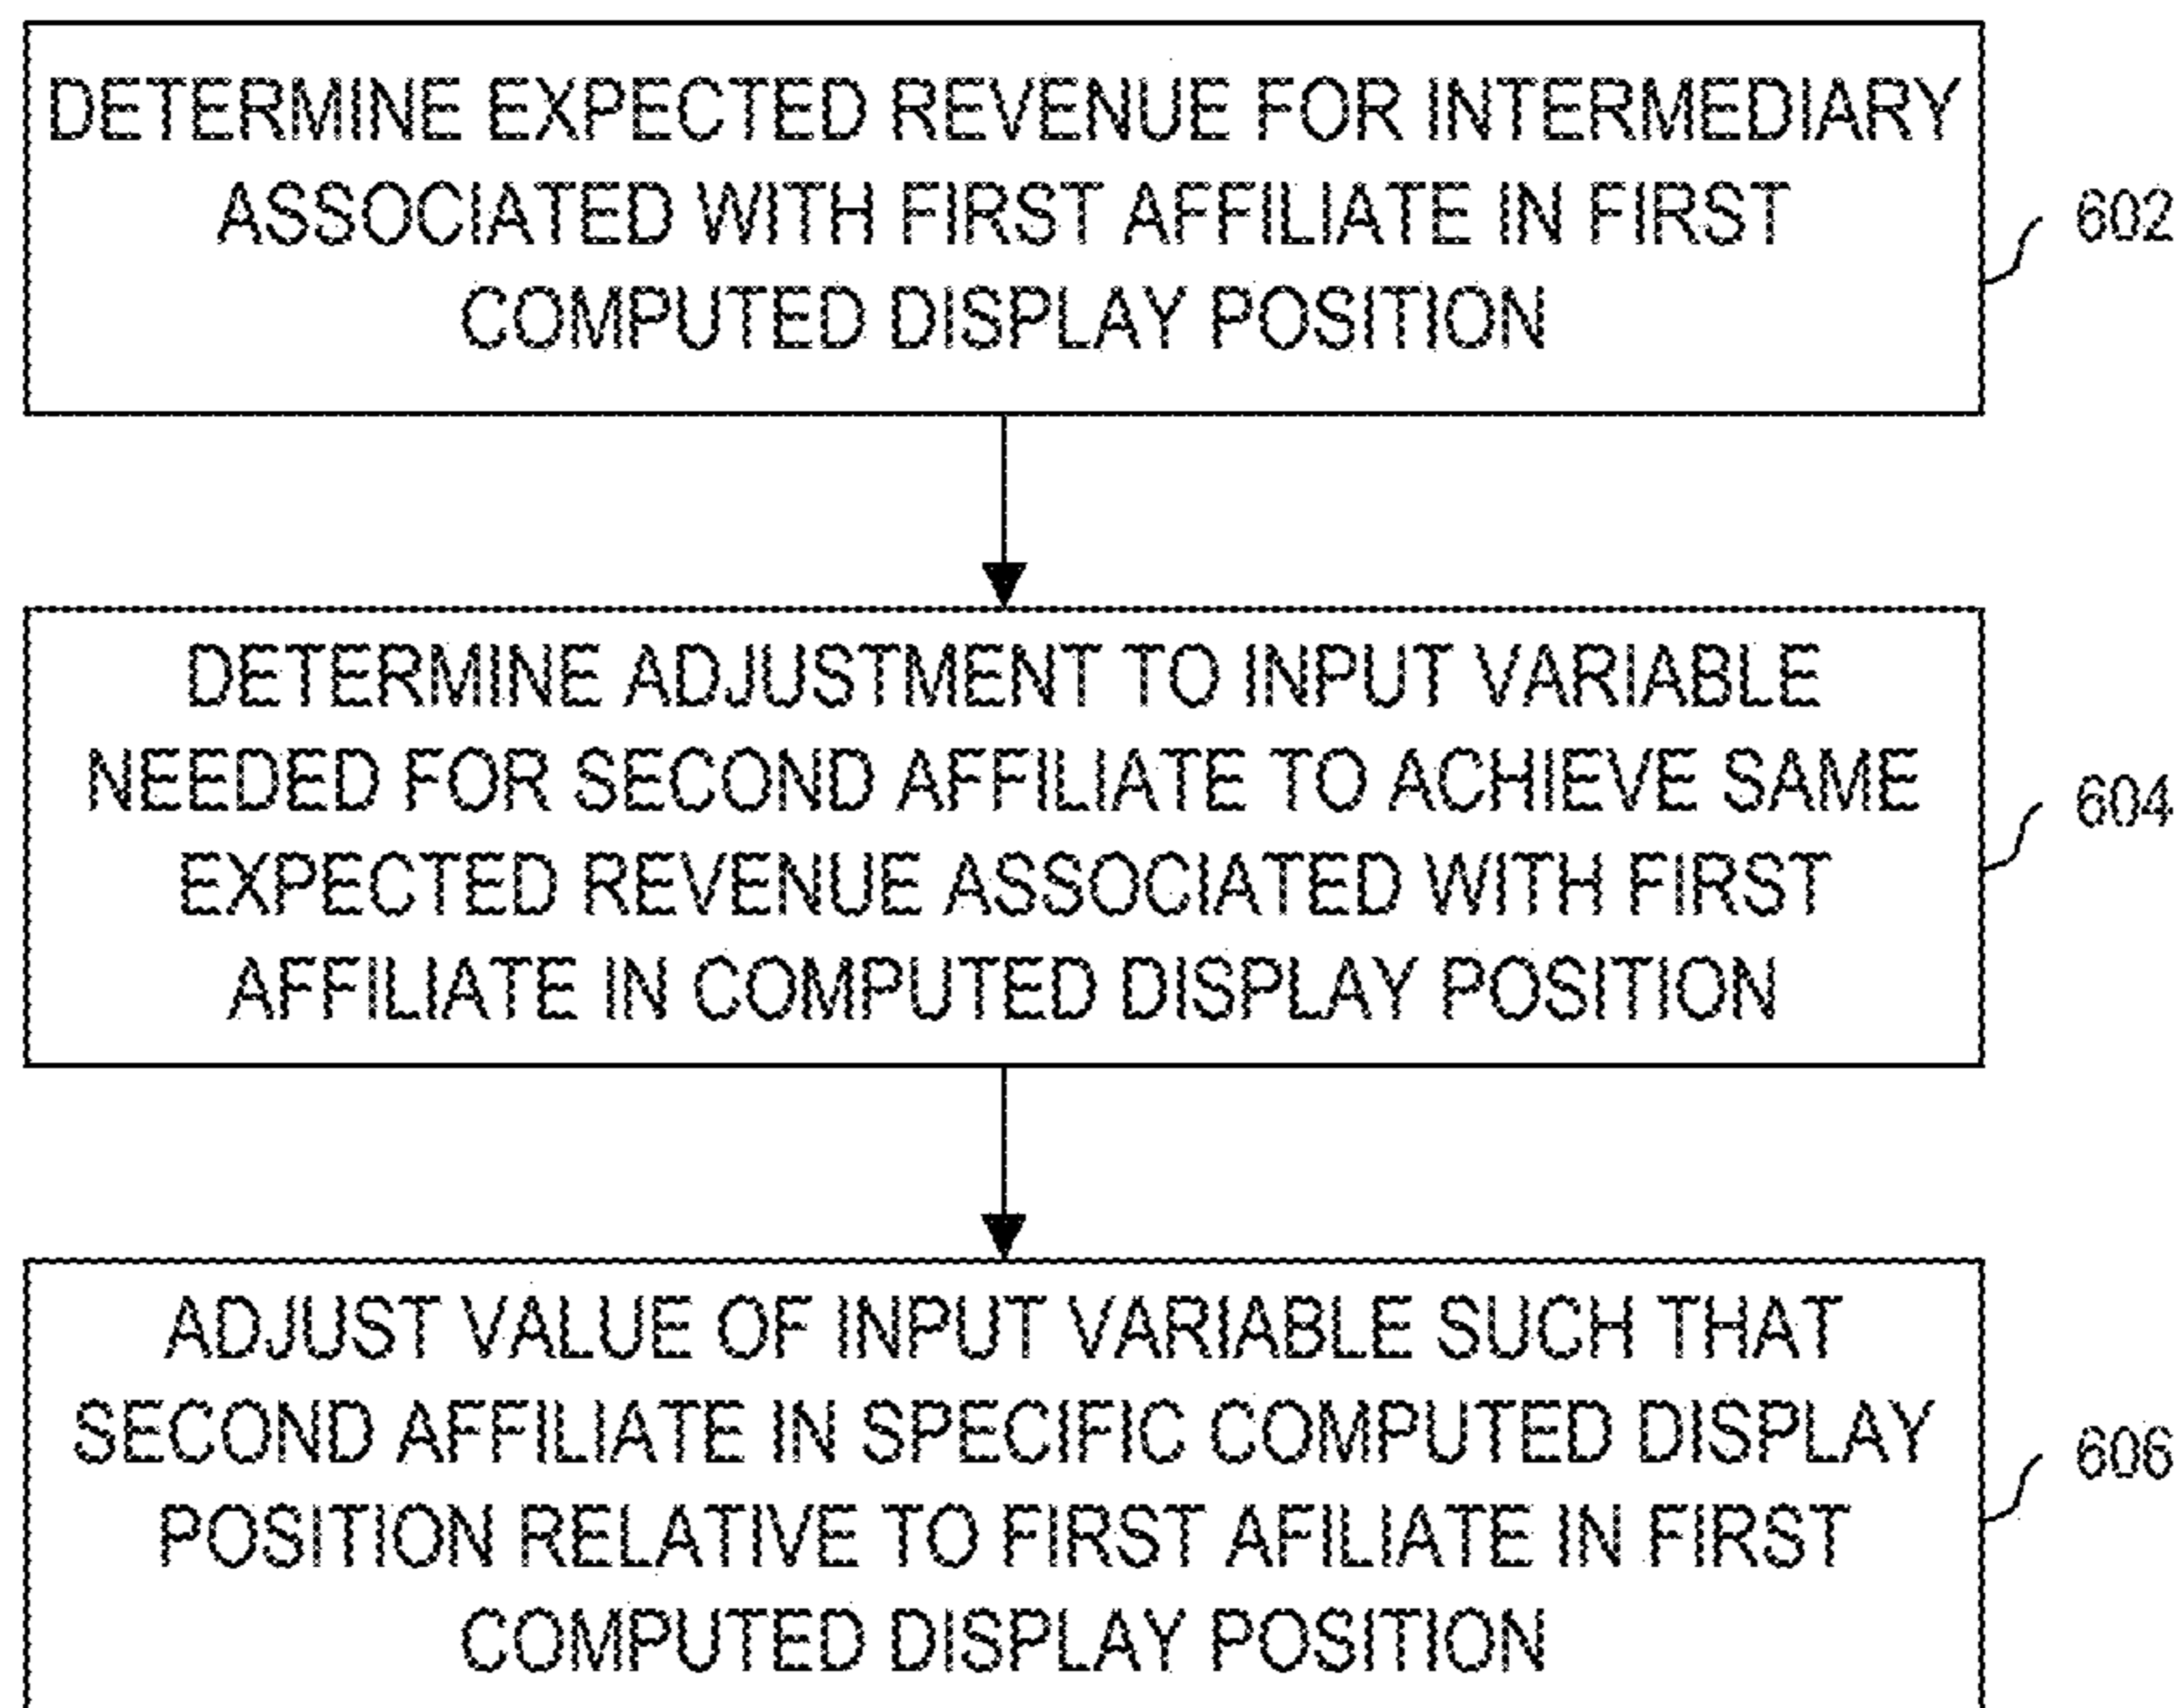 DETERMINE EXPECTED REVENUE FOR INTERMEDIARY
ASSOCIATED WITH FIRST AFFILIATE IN FIRST
COMPUTED DISPLAY POSITION
602
DETERMINE ADJUSTMENT TO INPUT VARIABLE
NEEDED FOR SECOND AFFILIATE TO ACHIEVE SAME
EXPECTED REVENUE ASSOCIATED WITH FIRST
AFFILIATE IN COMPUTED DISPLAY POSITION
604
ADJUST VALUE OF INPUT VARIABLE SUCH THAT
SECOND AFFILIATE IN SPECIFIC COMPUTED DISPLAY
POSITION RELATIVE TO FIRST AFILIATE IN FIRST
COMPUTED DISPLAY POSITION
606